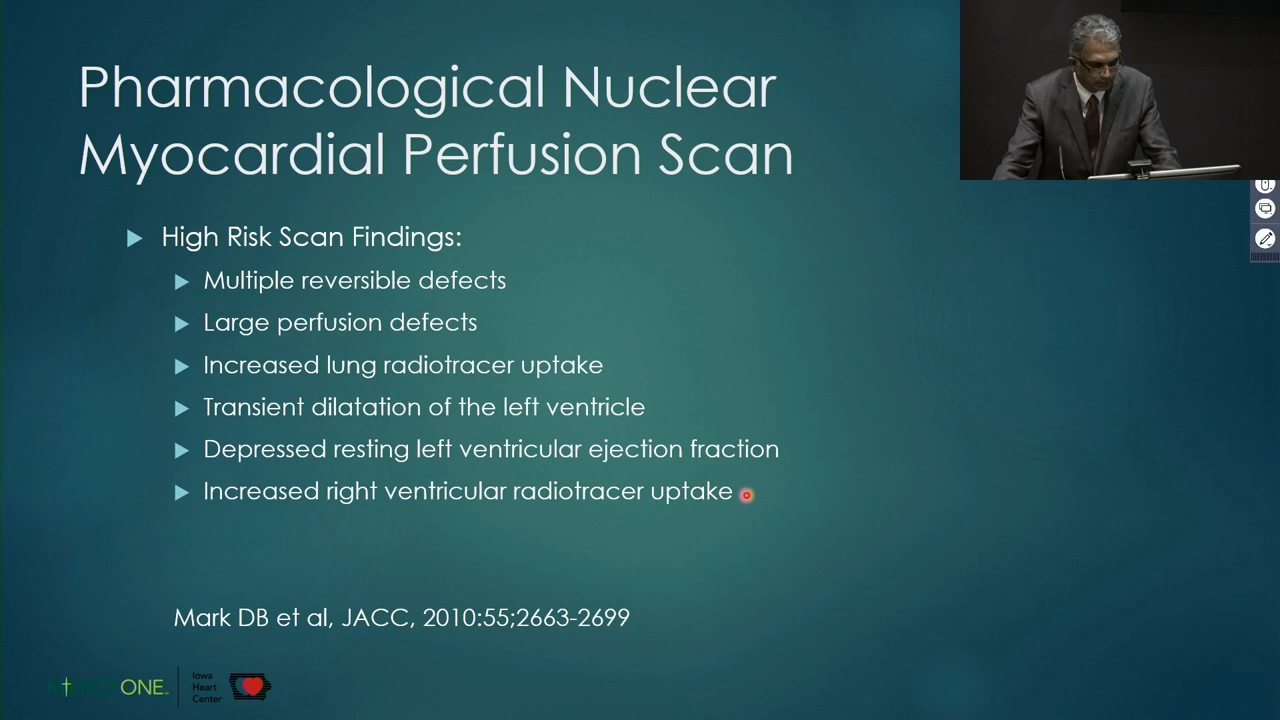 Pharmacological Nuclear
Myocardial Perfusion Scan
High Risk Scan Findings:
Multiple reversible defects
Large perfusion defects
Increased lung radiotracer uptake
Transient dilatation of the left ventricle
Depressed resting left ventricular ejection fraction
Increased right ventricular radiotracer uptake
Mark DB et al, JACC, 2010:55;2663-2699
MERCYONE
Iowa
Heart
Center